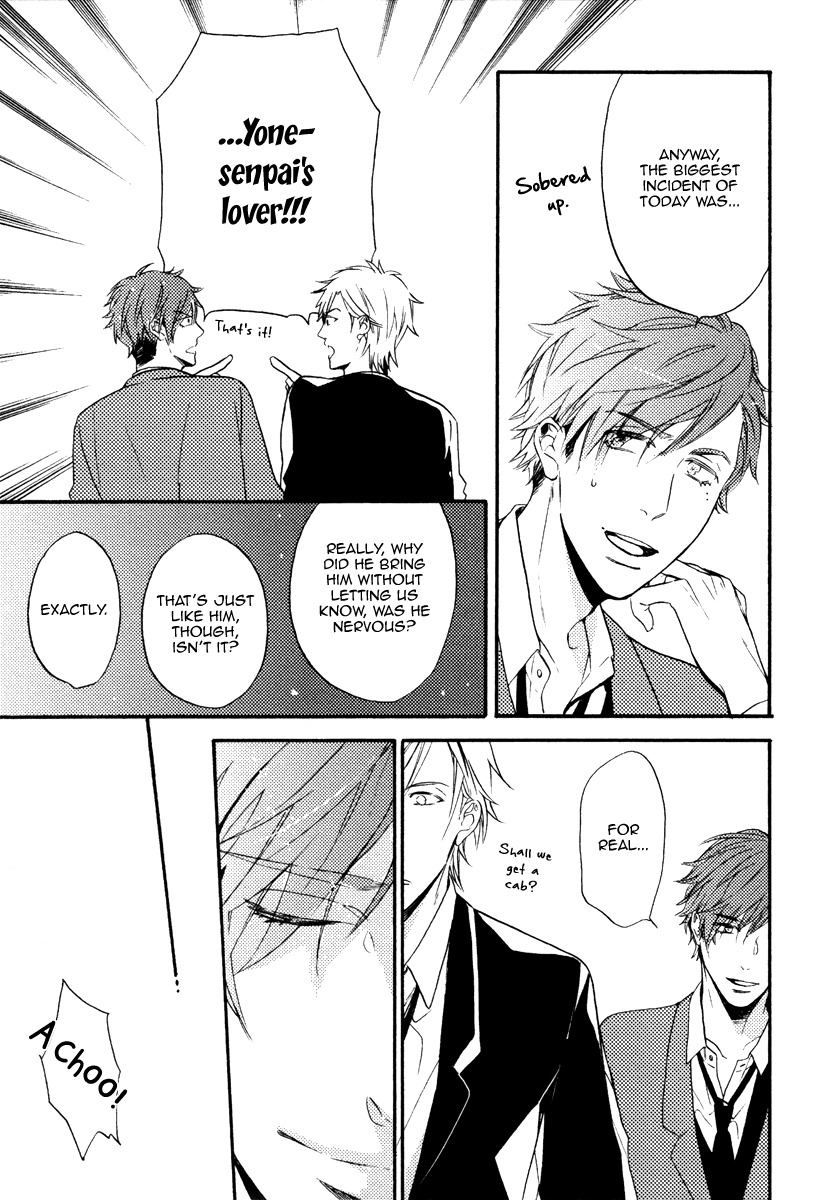 ANYWAY,
THE BIGGEST
INCIDENT OF
TODAY WAS...
Sobered
up.
...Yone-
senpai's
lover!!!
That's it!
REALLY, WHY
DID HE BRING
HIM WITHOUT
LETTING US
KNOW, WAS HE
NERVOUS?
THAT'S JUST
LIKE HIM,
THOUGH,
ISN'T IT?
EXACTLY.
FOR
REAL...
Shall we
get a
cab?
A CHOO!